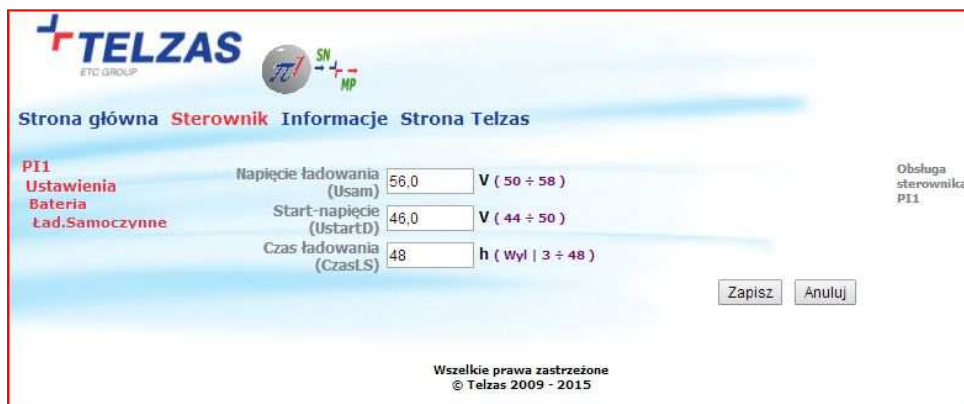 TELZAS
ETC GROUP
π1
SN
MP
Strona główna Sterownik Informacje Strona Telzas
PI1
Ustawienia
Bateria
Ład.Samoczynne
Napięcie ładowania
(Usam)
56,0
V ( 50 ÷ 58 )
Start-napięcie
(UstartD)
46,0
V ( 44 ÷ 50 )
Czas ładowania
(CzasLS)
48
h ( Wył | 3 ÷ 48 )
Obsługa
sterownika
PI1
Zapisz Anuluj
Wszelkie prawa zastrzeżone
© Telzas 2009 - 2015